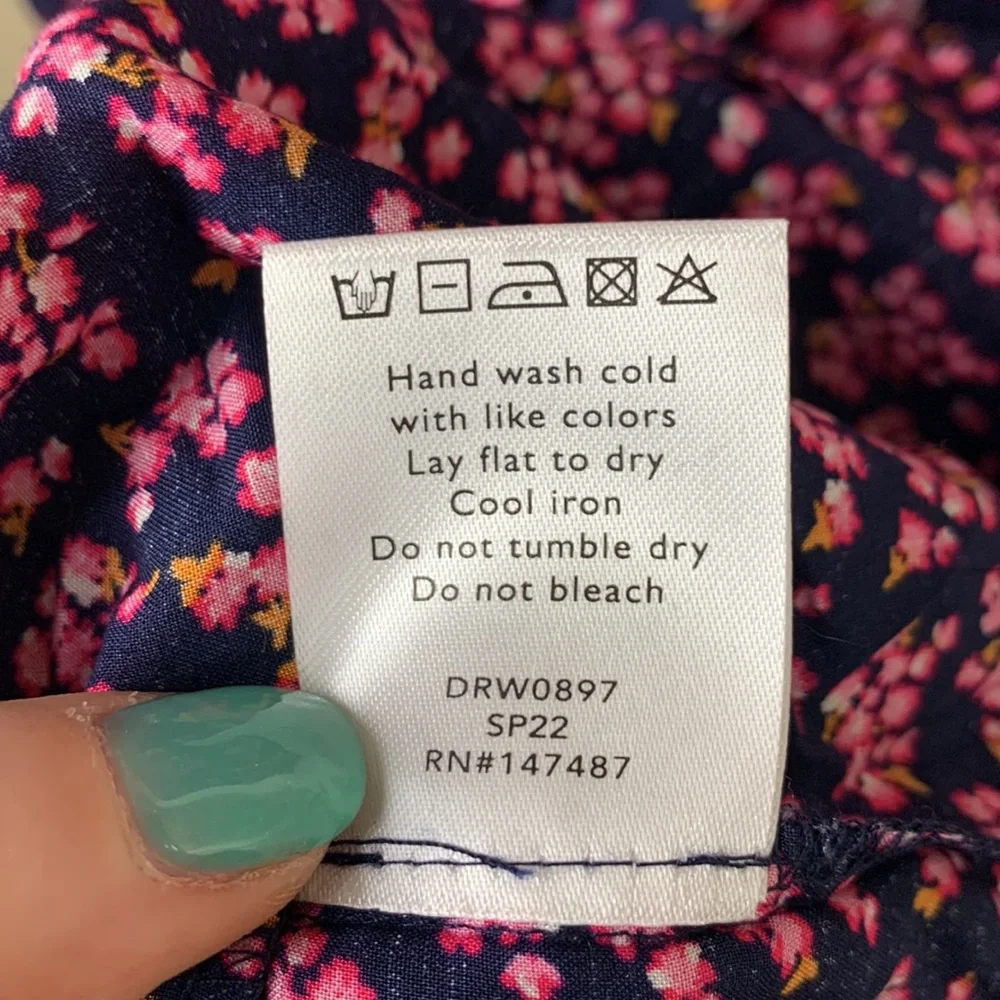 Hand wash cold
with like colors
Lay flat to dry
Cool iron
Do not tumble dry
Do not bleach
DRW0897
SP22
RN#147487